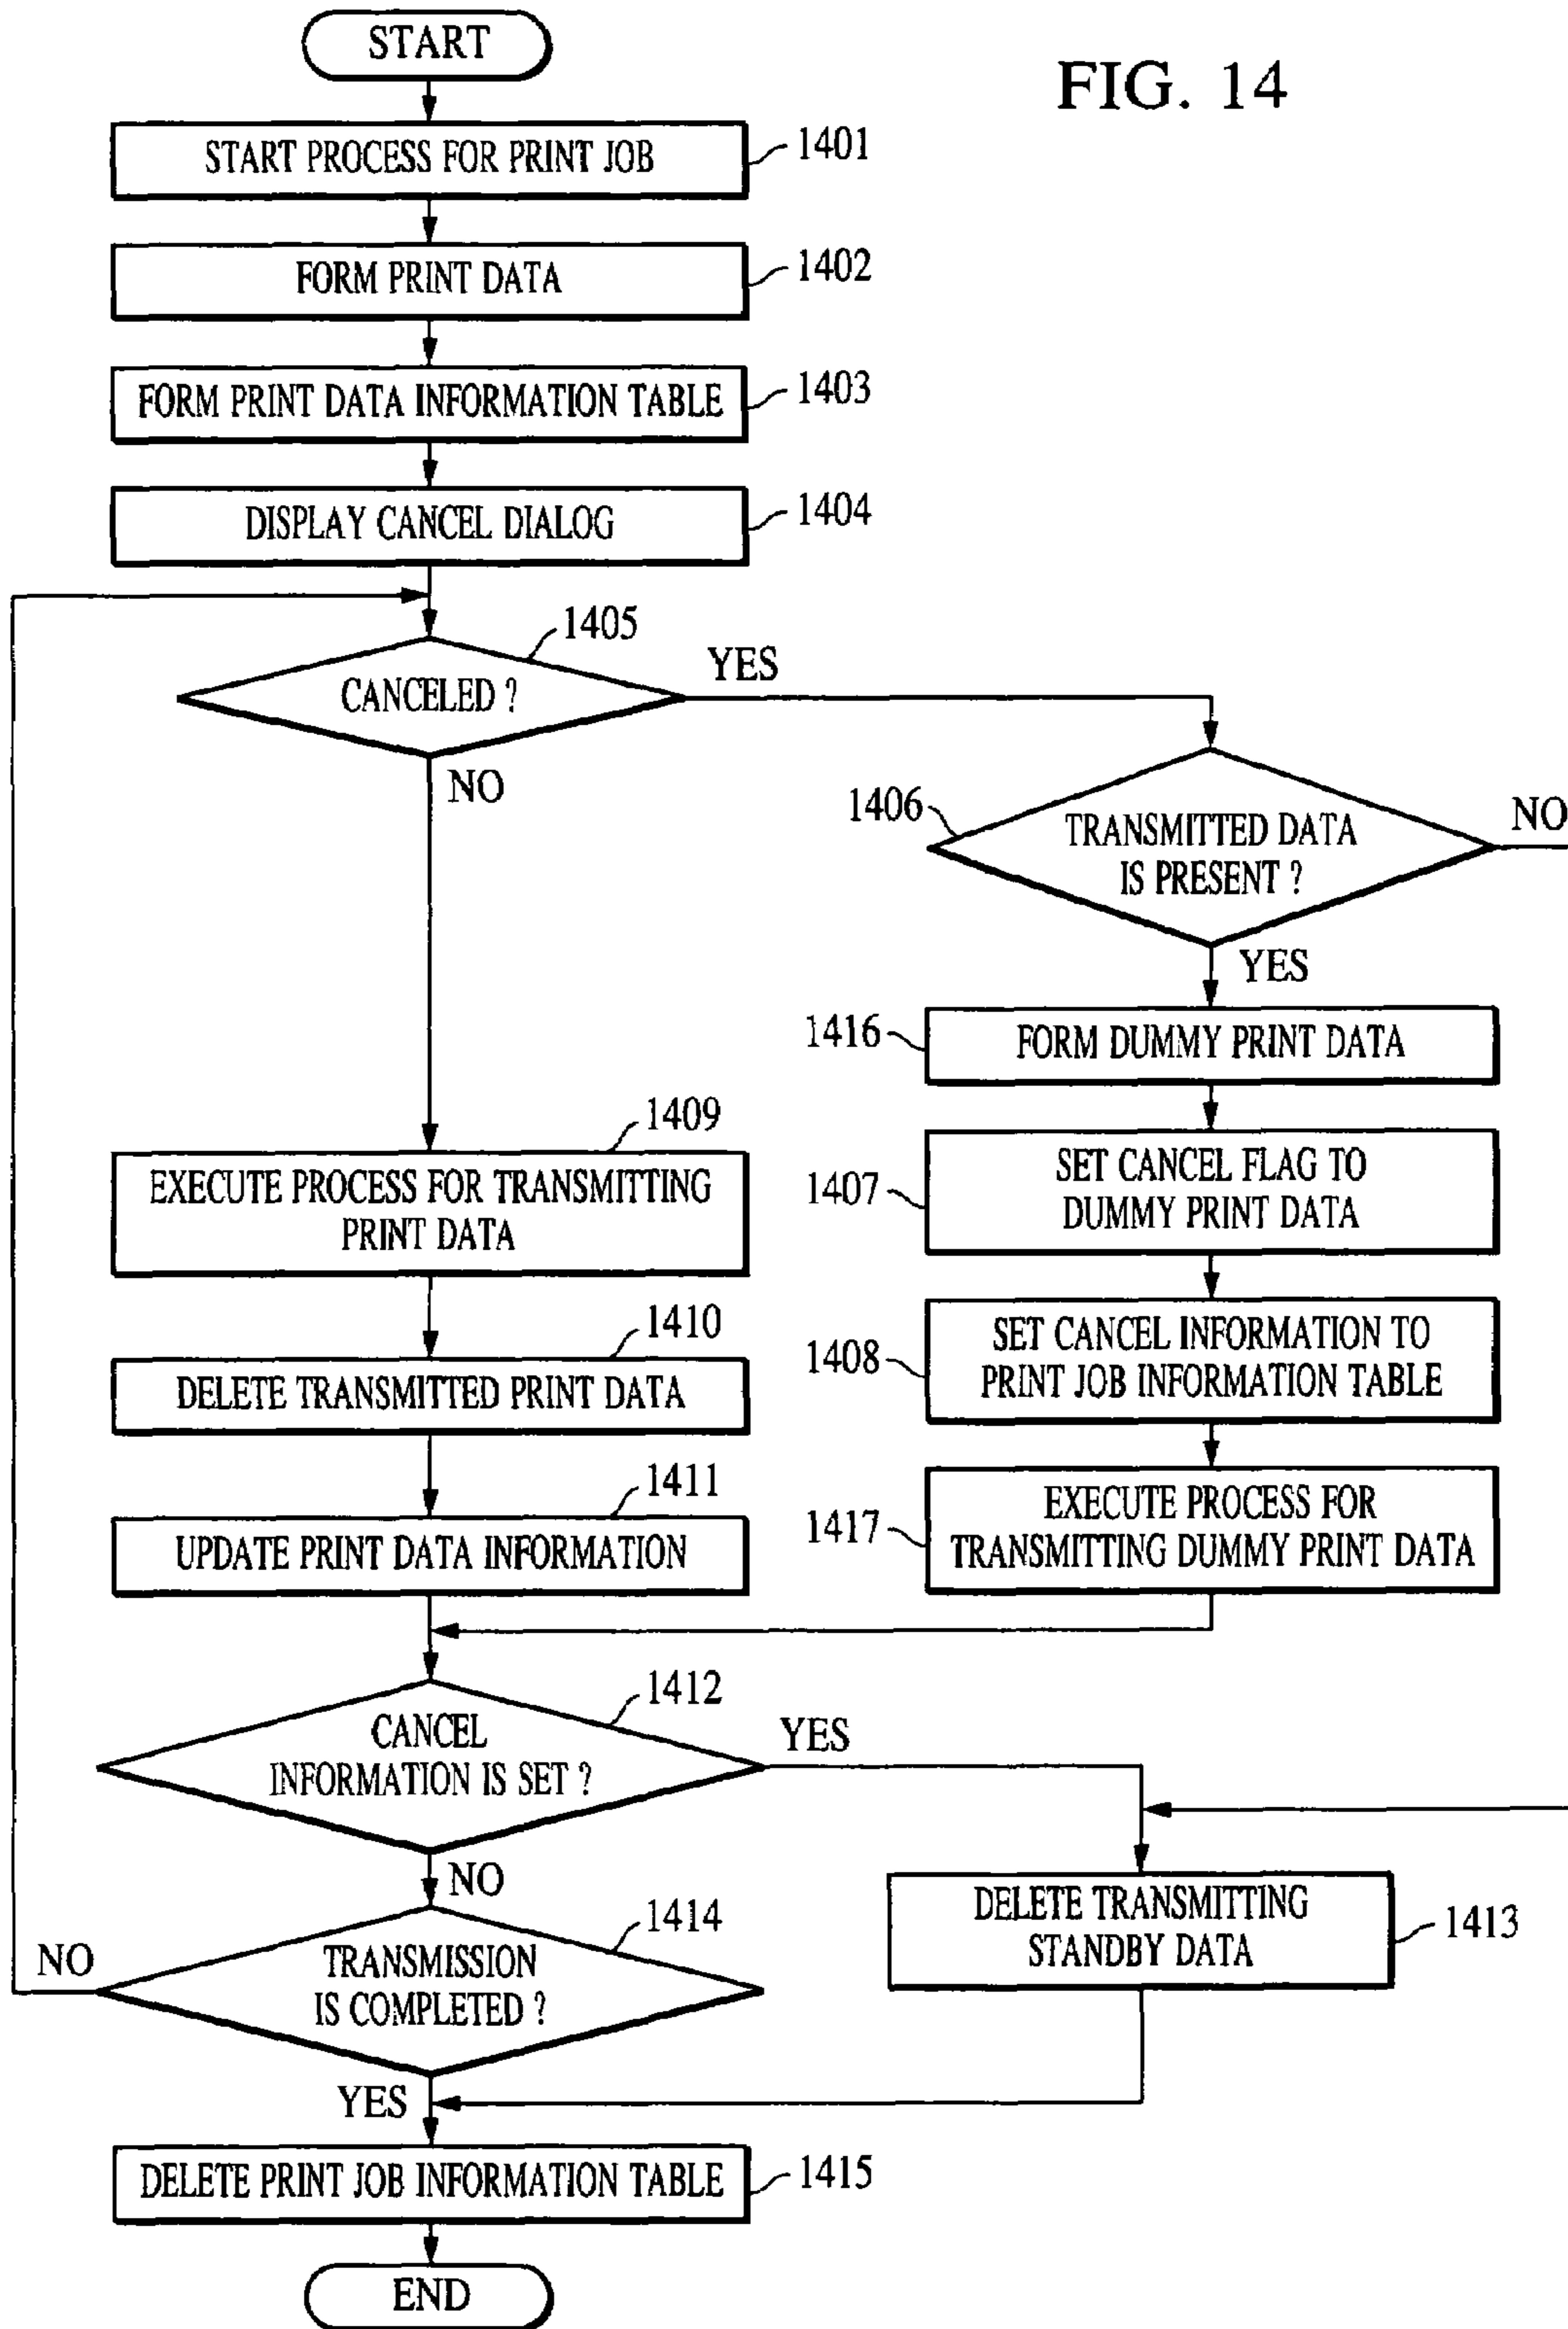 START
FIG. 14
START PROCESS FOR PRINT JOB
1401
FORM PRINT DATA
1402
FORM PRINT DATA INFORMATION TABLE
1403
DISPLAY CANCEL DIALOG
1404
1405
CANCELED ?
YES
NO
1406
TRANSMITTED DATA
IS PRESENT ?
NO
YES
1416
FORM DUMMY PRINT DATA
1407
SET CANCEL FLAG TO
DUMMY PRINT DATA
1409
EXECUTE PROCESS FOR TRANSMITTING
PRINT DATA
1408
SET CANCEL INFORMATION TO
PRINT JOB INFORMATION TABLE
1410
DELETE TRANSMITTED PRINT DATA
1417
EXECUTE PROCESS FOR
TRANSMITTING DUMMY PRINT DATA
1411
UPDATE PRINT DATA INFORMATION
1412
CANCEL
INFORMATION IS SET ?
YES
NO
DELETE TRANSMITTING
STANDBY DATA
1413
1414
TRANSMISSION
IS COMPLETED ?
NO
YES
DELETE PRINT JOB INFORMATION TABLE
1415
END